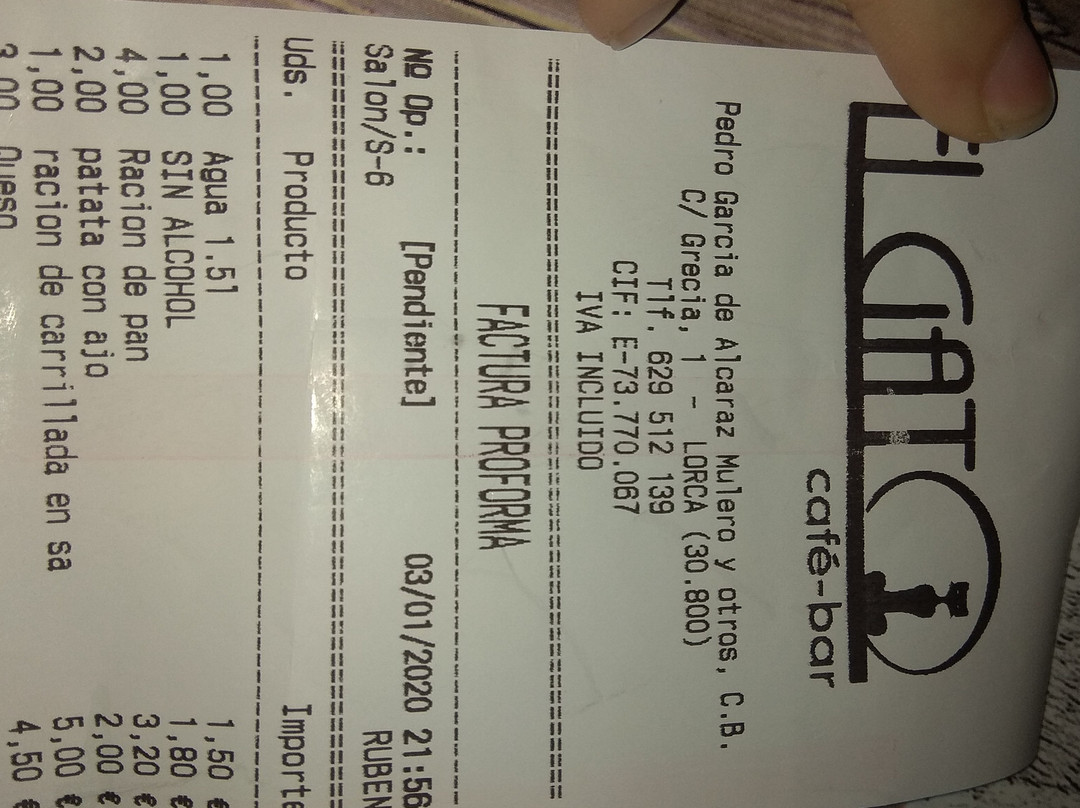 EL GATO
café-bar
Pedro Garcia de Alcaraz Mulero y otros, C.B.
C/ Grecia, 1 - LORCA (30.800)
Tlf. 629 512 139
CIF: E-73.770.067
IVA INCLUIDO
================================
FACTURA PROFORMA
--------------------------------
Nº Op.: [Pendiente] 03/01/2020 21:56
Salon/S-6 RUBEN
================================
Uds. Producto Importe
--------------------------------
1,00 Agua 1.5l 1,50 €
1,00 SIN ALCOHOL 1,80 €
4,00 Racion de pan 3,20 €
2,00 patata con ajo 2,00 €
1,00 racion de carrillada en sa 5,00 €
3,00 Queso 4,50 €